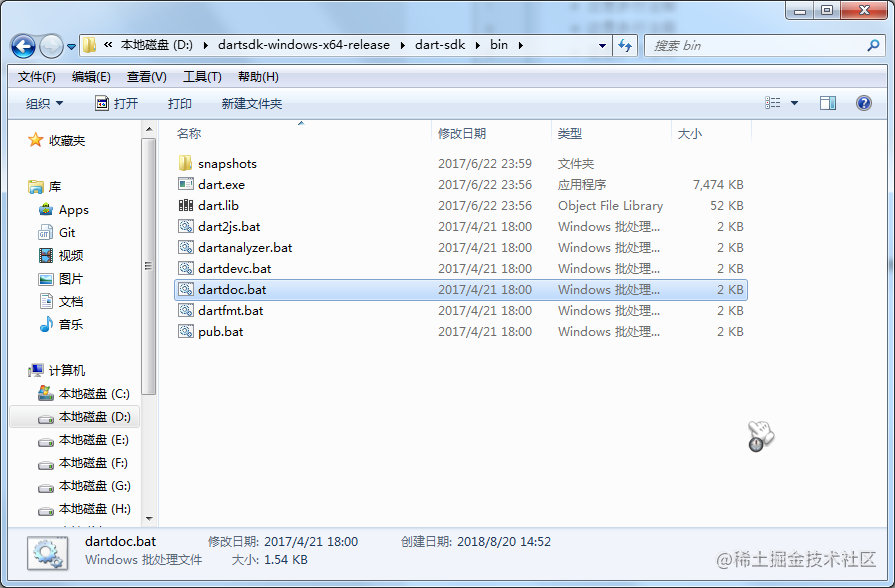 « 本地磁盘 (D:) ▸ dartsdk-windows-x64-release ▸ dart-sdk ▸ bin ▸
搜索 bin
文件(F) 编辑(E) 查看(V) 工具(T) 帮助(H)
组织 打开 打印 新建文件夹
收藏夹
库
Apps
Git
视频
图片
文档
音乐
计算机
本地磁盘 (C:)
本地磁盘 (D:)
本地磁盘 (E:)
本地磁盘 (F:)
本地磁盘 (G:)
本地磁盘 (H:)
名称 修改日期 类型 大小
snapshots 2017/6/22 23:59 文件夹
dart.exe 2017/6/22 23:56 应用程序 7,474 KB
dart.lib 2017/6/22 23:56 Object File Library 52 KB
dart2js.bat 2017/4/21 18:00 Windows 批处理... 2 KB
dartanalyzer.bat 2017/4/21 18:00 Windows 批处理... 2 KB
dartdevc.bat 2017/4/21 18:00 Windows 批处理... 2 KB
dartdoc.bat 2017/4/21 18:00 Windows 批处理... 2 KB
dartfmt.bat 2017/4/21 18:00 Windows 批处理... 2 KB
pub.bat 2017/4/21 18:00 Windows 批处理... 2 KB
dartdoc.bat 修改日期: 2017/4/21 18:00 创建日期: 2018/8/20 14:52
Windows 批处理文件 大小: 1.54 KB
@稀土掘金技术社区